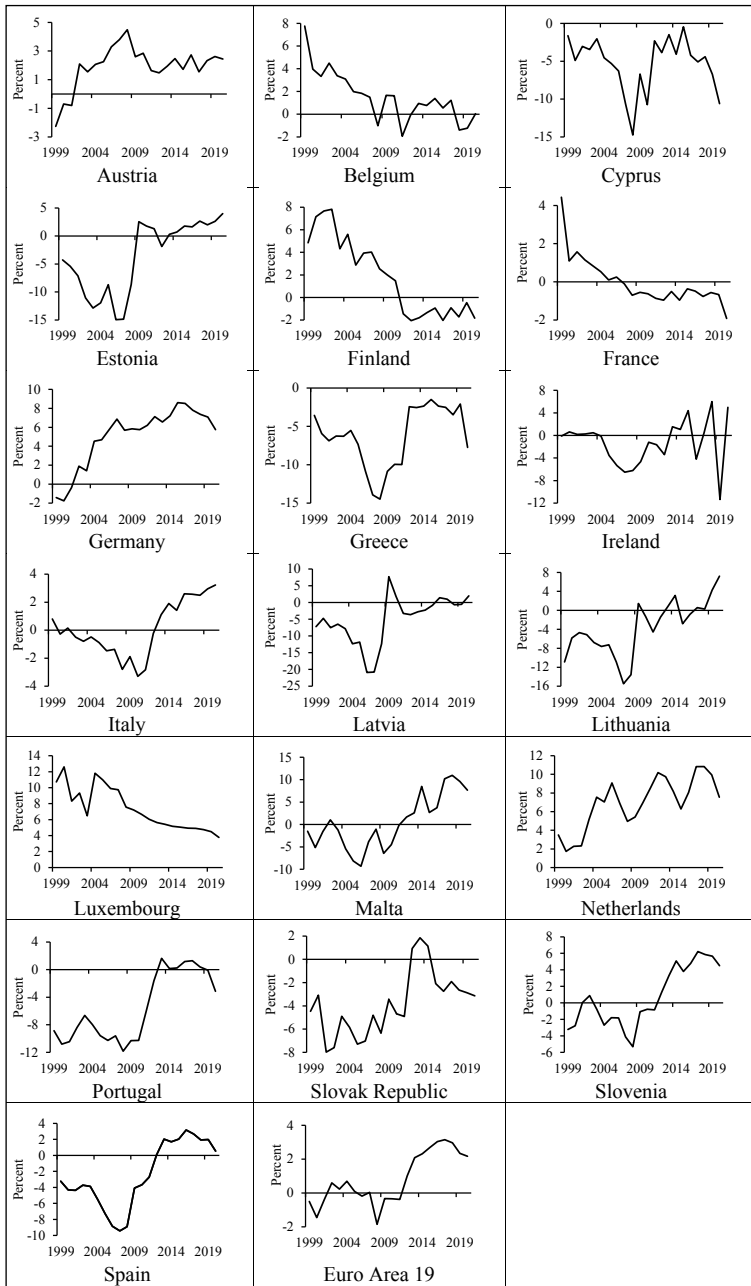 Percent
5
3
1
-1
-3
1999 2004 2009 2014 2019
Austria
Percent
8
6
4
2
0
-2
1999 2004 2009 2014 2019
Belgium
Percent
0
-5
-10
-15
1999 2004 2009 2014 2019
Cyprus
Percent
5
0
-5
-10
-15
1999 2004 2009 2014 2019
Estonia
Percent
8
6
4
2
0
-2
1999 2004 2009 2014 2019
Finland
Percent
4
2
0
-2
1999 2004 2009 2014 2019
France
Percent
10
8
6
4
2
0
-2
1999 2004 2009 2014 2019
Germany
Percent
0
-5
-10
-15
1999 2004 2009 2014 2019
Greece
Percent
8
4
0
-4
-8
-12
1999 2004 2009 2014 2019
Ireland
Percent
4
2
0
-2
-4
1999 2004 2009 2014 2019
Italy
Percent
10
5
0
-5
-10
-15
-20
-25
1999 2004 2009 2014 2019
Latvia
Percent
8
4
0
-4
-8
-12
-16
1999 2004 2009 2014 2019
Lithuania
Percent
14
12
10
8
6
4
2
0
1999 2004 2009 2014 2019
Luxembourg
Percent
15
10
5
0
-5
-10
1999 2004 2009 2014 2019
Malta
Percent
12
10
8
6
4
2
0
1999 2004 2009 2014 2019
Netherlands
Percent
4
0
-4
-8
-12
1999 2004 2009 2014 2019
Portugal
Percent
2
0
-2
-4
-6
-8
1999 2004 2009 2014 2019
Slovak Republic
Percent
8
6
4
2
0
-2
-4
-6
1999 2004 2009 2014 2019
Slovenia
Percent
4
2
0
-2
-4
-6
-8
-10
1999 2004 2009 2014 2019
Spain
Percent
4
2
0
-2
1999 2004 2009 2014 2019
Euro Area 19